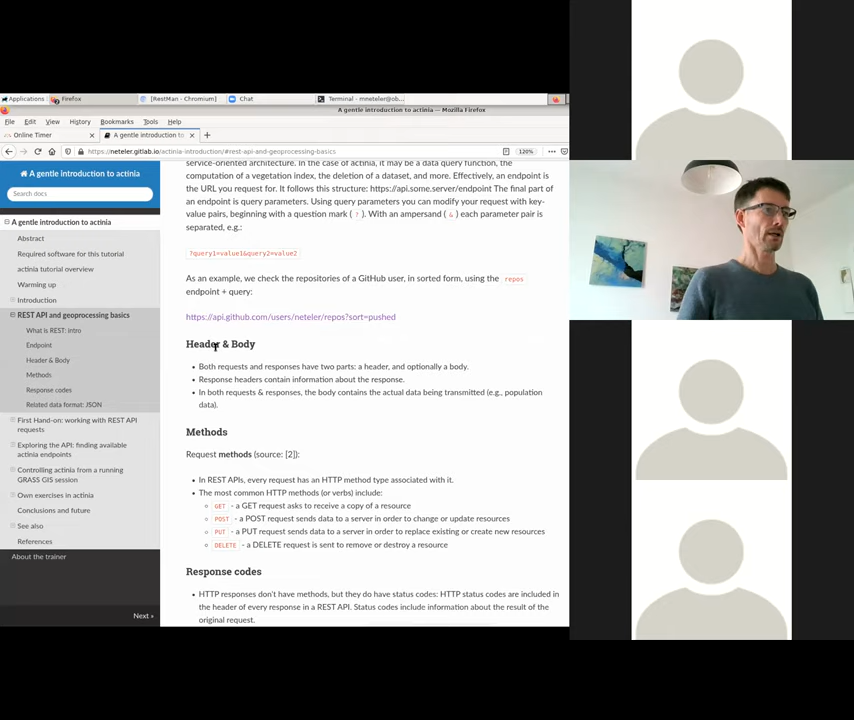 Applications
Firefox
[RestMan - Chromium]
Chat
Terminal - mneteler@ob...
A gentle introduction to actinia — Mozilla Firefox
File Edit View History Bookmarks Tools Help
Online Timer
A gentle introduction to
https://neteler.gitlab.io/actinia-introduction/#rest-api-and-geoprocessing-basics
120%
A gentle introduction to actinia
Search docs
A gentle introduction to actinia
Abstract
Required software for this tutorial
actinia tutorial overview
Warming up
Introduction
REST API and geoprocessing basics
What is REST: intro
Endpoint
Header & Body
Methods
Response codes
Related data format: JSON
First Hand-on: working with REST API
requests
Exploring the API: finding available
actinia endpoints
Controlling actinia from a running
GRASS GIS session
Own exercises in actinia
Conclusions and future
See also
References
About the trainer
Next »
service-oriented architecture. In the case of actinia, it may be a data query function, the
computation of a vegetation index, the deletion of a dataset, and more. Effectively, an endpoint is
the URL you request for. It follows this structure: https://api.some.server/endpoint The final part of
an endpoint is query parameters. Using query parameters you can modify your request with key-
value pairs, beginning with a question mark ( ? ). With an ampersand ( & ) each parameter pair is
separated, e.g.:
?query1=value1&query2=value2
As an example, we check the repositories of a GitHub user, in sorted form, using the repos
endpoint + query:
https://api.github.com/users/neteler/repos?sort=pushed
Header & Body
• Both requests and responses have two parts: a header, and optionally a body.
• Response headers contain information about the response.
• In both requests & responses, the body contains the actual data being transmitted (e.g., population
data).
Methods
Request methods (source: [2]):
• In REST APIs, every request has an HTTP method type associated with it.
• The most common HTTP methods (or verbs) include:
GET - a GET request asks to receive a copy of a resource
POST - a POST request sends data to a server in order to change or update resources
PUT - a PUT request sends data to a server in order to replace existing or create new resources
DELETE - a DELETE request is sent to remove or destroy a resource
Response codes
• HTTP responses don't have methods, but they do have status codes: HTTP status codes are included in
the header of every response in a REST API. Status codes include information about the result of the
original request.